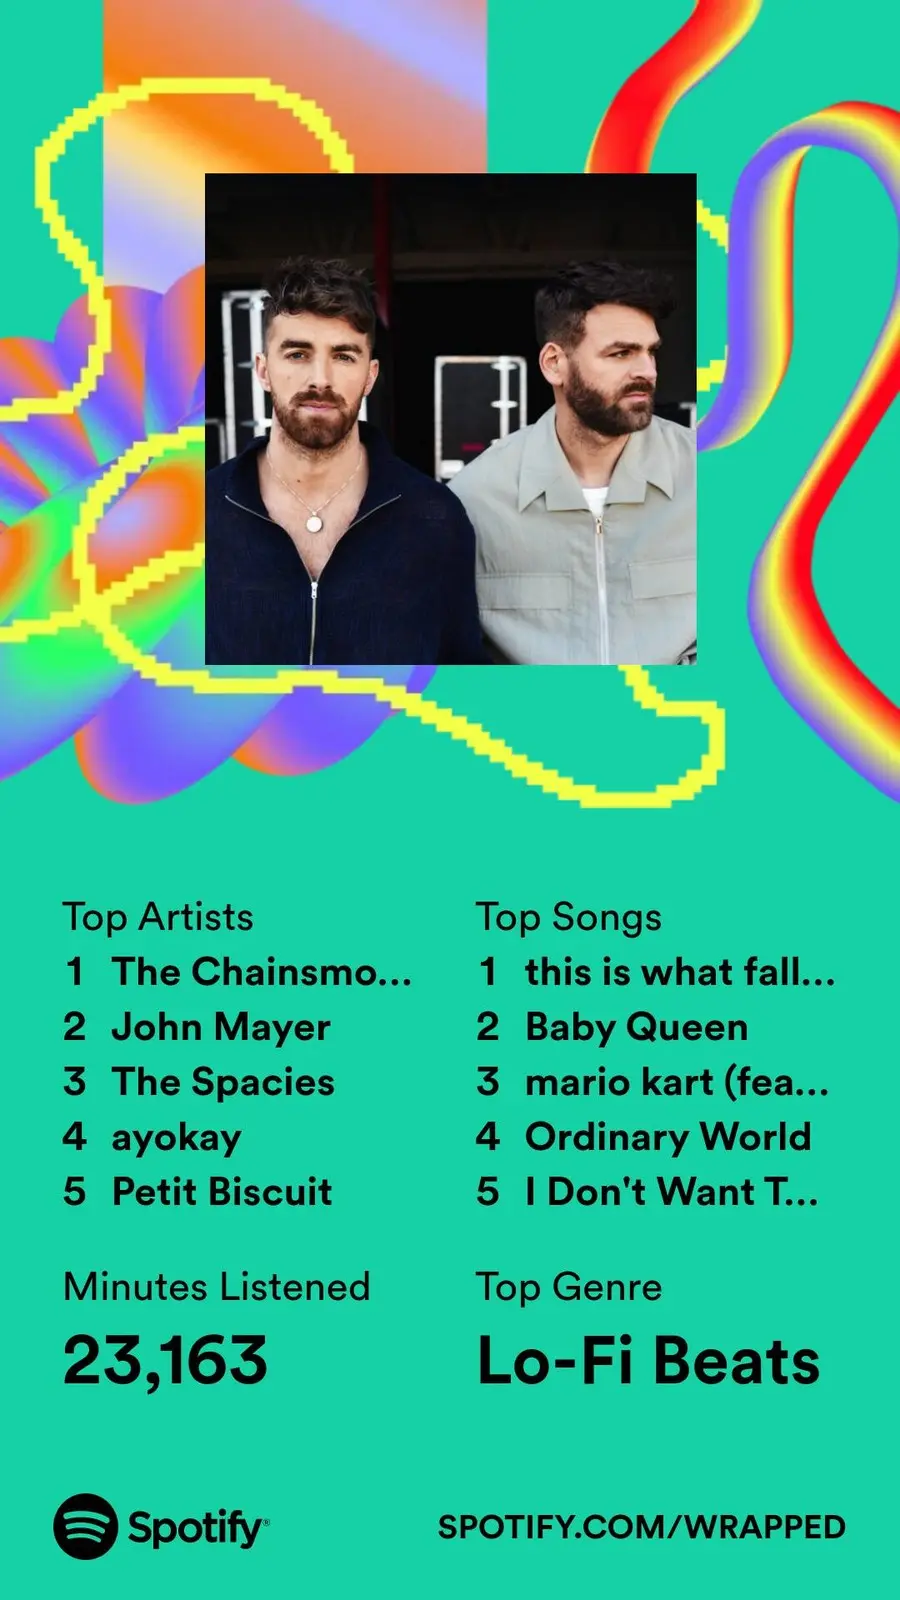 Top Artists
1 The Chainsmo...
2 John Mayer
3 The Spacies
4 ayokay
5 Petit Biscuit
Top Songs
1 this is what fall...
2 Baby Queen
3 mario kart (fea...
4 Ordinary World
5 I Don't Want T...
Minutes Listened
23,163
Top Genre
Lo-Fi Beats
Spotify®
SPOTIFY.COM/WRAPPED